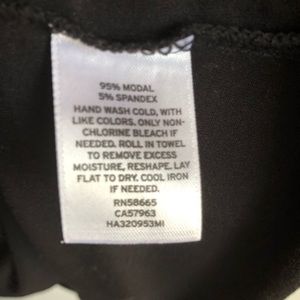 95% MODAL
5% SPANDEX
HAND WASH COLD, WITH
LIKE COLORS. ONLY NON-
CHLORINE BLEACH IF
NEEDED. ROLL IN TOWEL
TO REMOVE EXCESS
MOISTURE, RESHAPE, LAY
FLAT TO DRY. COOL IRON
IF NEEDED.
RN58665
CA57963
HA320953MI